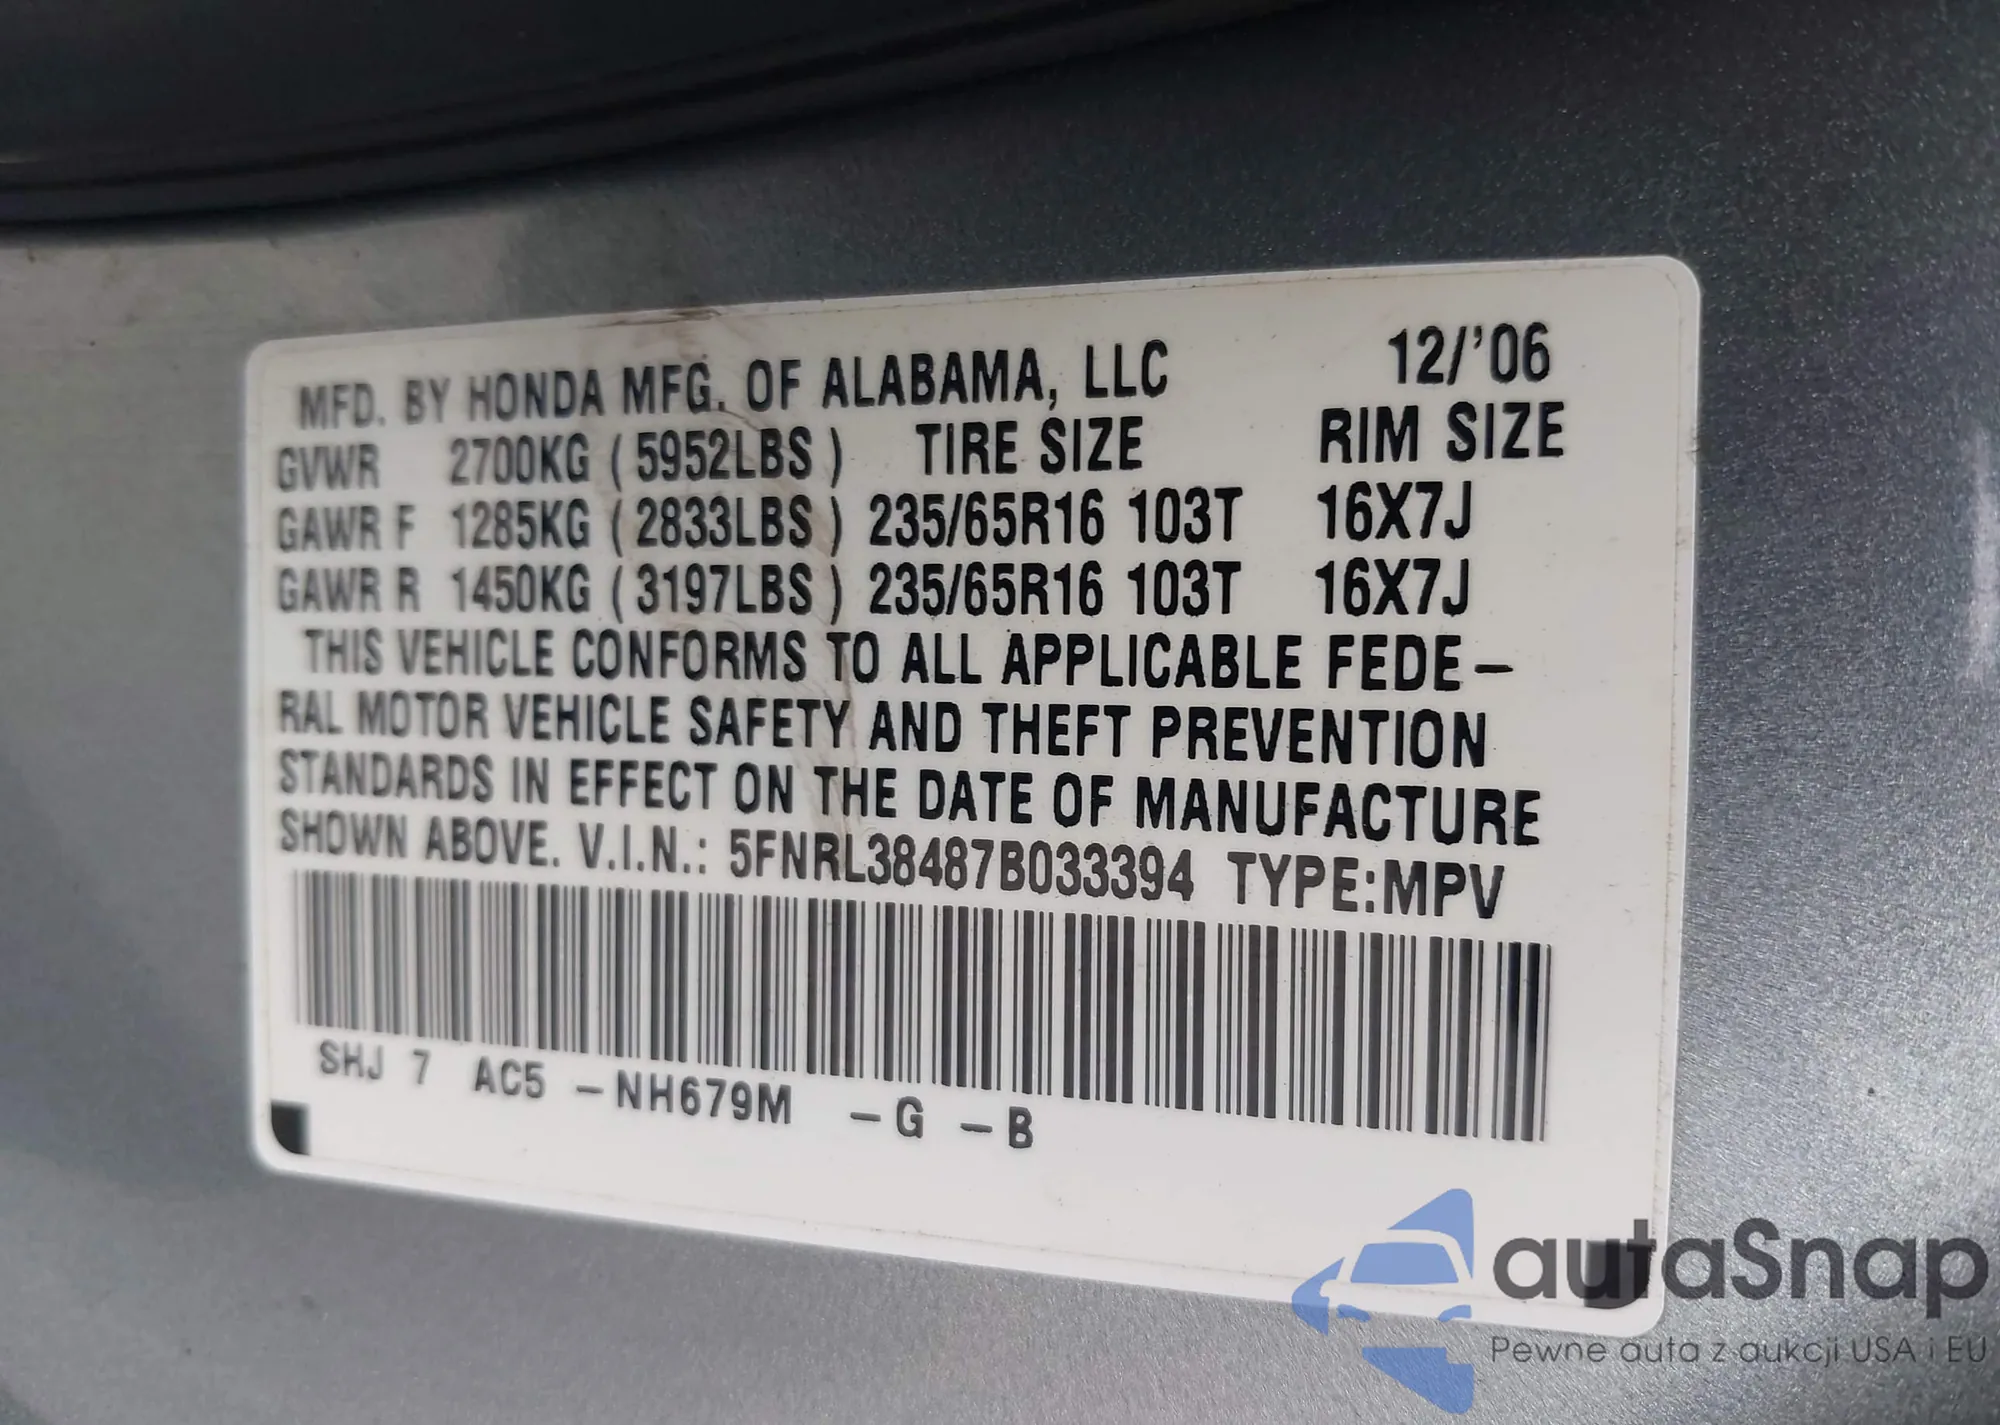 MFD. BY HONDA MFG. OF ALABAMA, LLC 12/'06
GVWR 2700KG ( 5952LBS ) TIRE SIZE RIM SIZE
GAWR F 1285KG ( 2833LBS ) 235/65R16 103T 16X7J
GAWR R 1450KG ( 3197LBS ) 235/65R16 103T 16X7J
THIS VEHICLE CONFORMS TO ALL APPLICABLE FEDE–
RAL MOTOR VEHICLE SAFETY AND THEFT PREVENTION
STANDARDS IN EFFECT ON THE DATE OF MANUFACTURE
SHOWN ABOVE. V.I.N.: 5FNRL38487B033394 TYPE:MPV
SHJ 7 AC5 –NH679M –G –B
autaSnap
Pewne auta z aukcji USA i EU